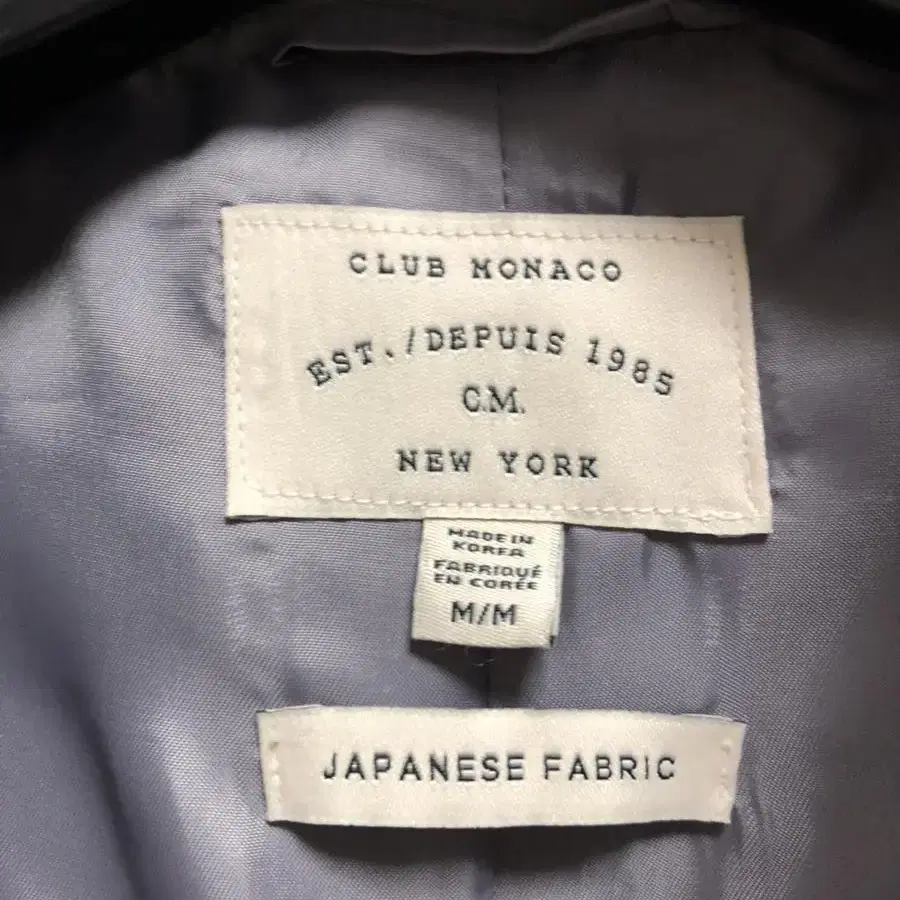 CLUB MONACO
EST./DEPUIS 1985
C.M.
NEW YORK
MADE IN
KOREA
FABRIQUÉ
EN CORÉE
M/M
JAPANESE FABRIC